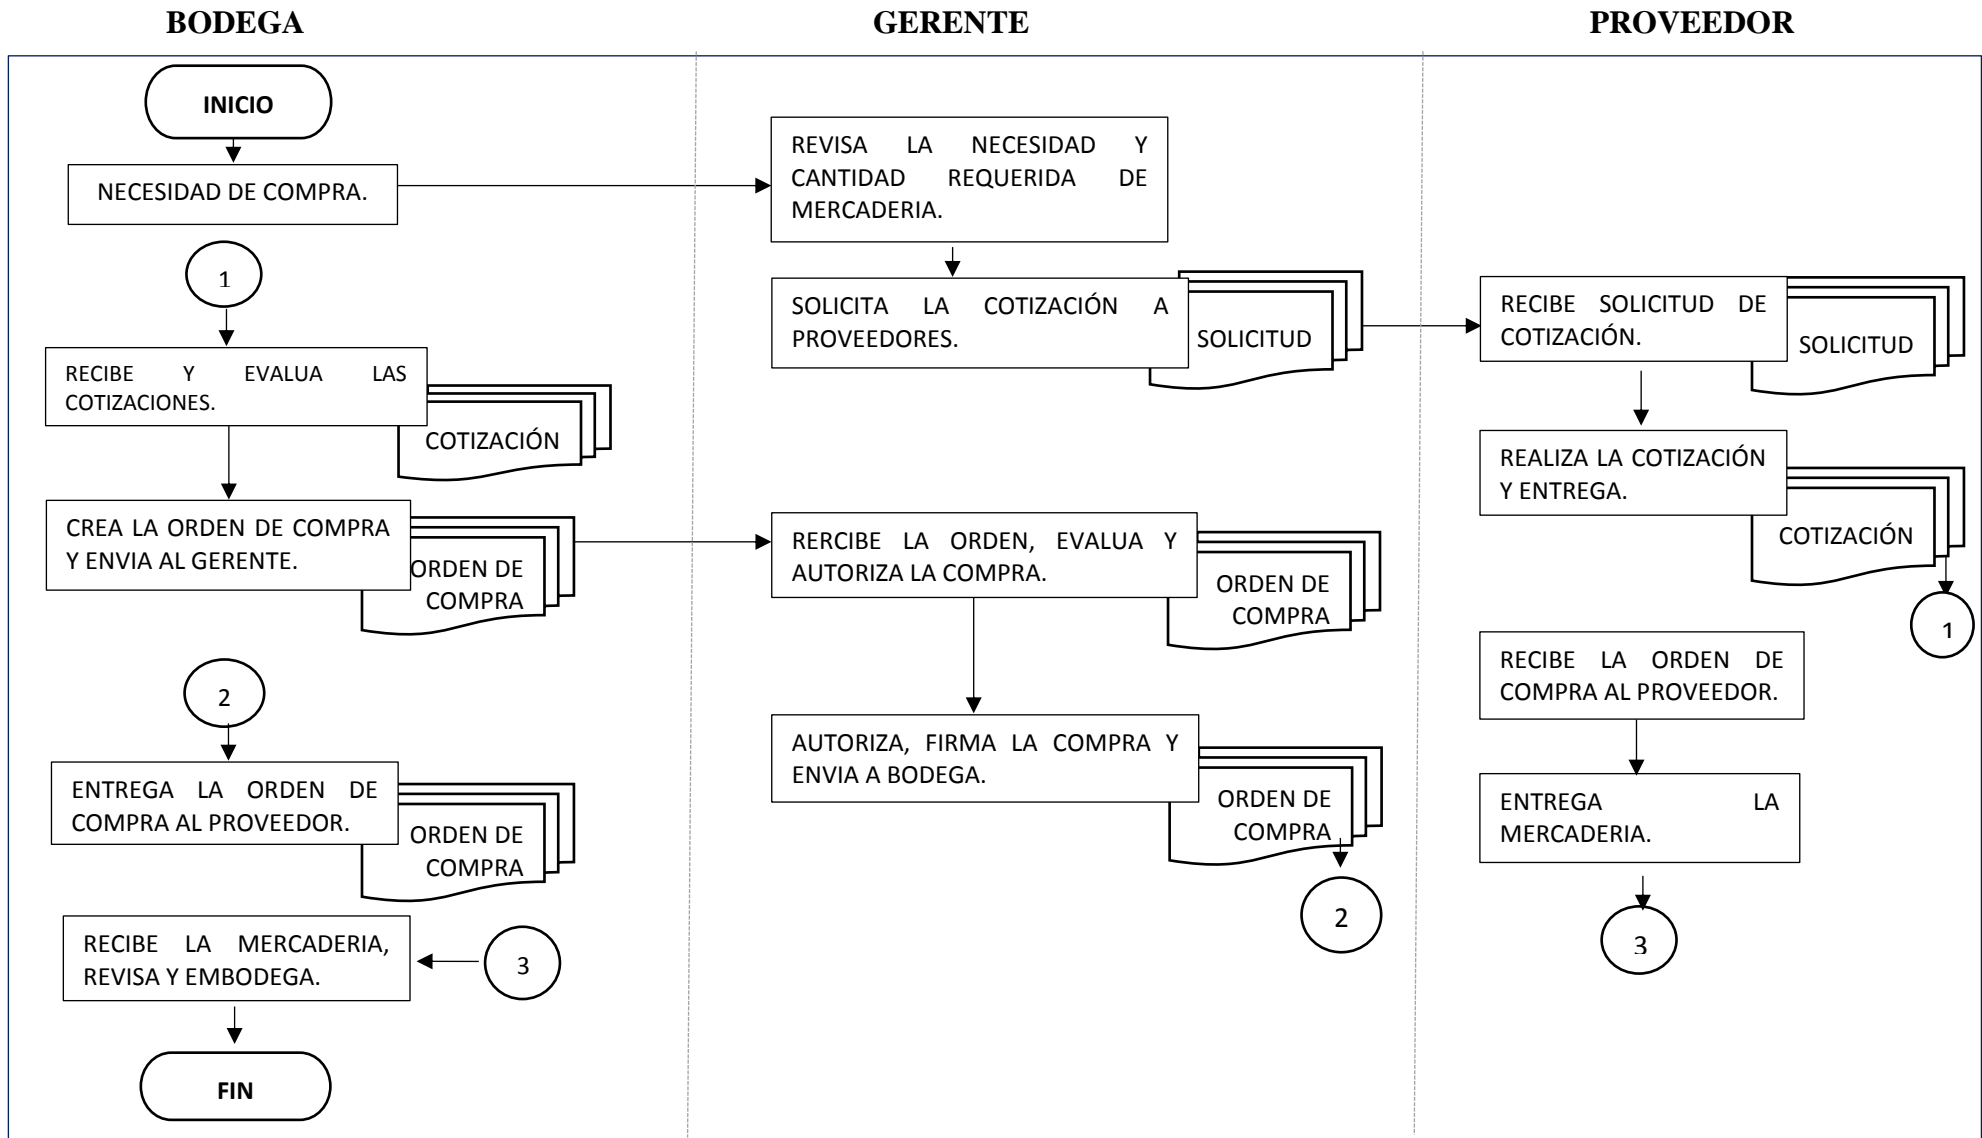 BODEGA
GERENTE
PROVEEDOR
INICIO
NECESIDAD DE COMPRA.
1
RECIBE Y EVALUA LAS
COTIZACIONES.
COTIZACIÓN
CREA LA ORDEN DE COMPRA
Y ENVIA AL GERENTE.
ORDEN DE
COMPRA
2
ENTREGA LA ORDEN DE
COMPRA AL PROVEEDOR.
ORDEN DE
COMPRA
RECIBE LA MERCADERIA,
REVISA Y EMBODEGA.
3
FIN
REVISA LA NECESIDAD Y
CANTIDAD REQUERIDA DE
MERCADERIA.
SOLICITA LA COTIZACIÓN A
PROVEEDORES.
SOLICITUD
RERCIBE LA ORDEN, EVALUA Y
AUTORIZA LA COMPRA.
ORDEN DE
COMPRA
AUTORIZA, FIRMA LA COMPRA Y
ENVIA A BODEGA.
ORDEN DE
COMPRA
2
RECIBE SOLICITUD DE
COTIZACIÓN.
SOLICITUD
REALIZA LA COTIZACIÓN
Y ENTREGA.
COTIZACIÓN
1
RECIBE LA ORDEN DE
COMPRA AL PROVEEDOR.
ENTREGA LA
MERCADERIA.
3